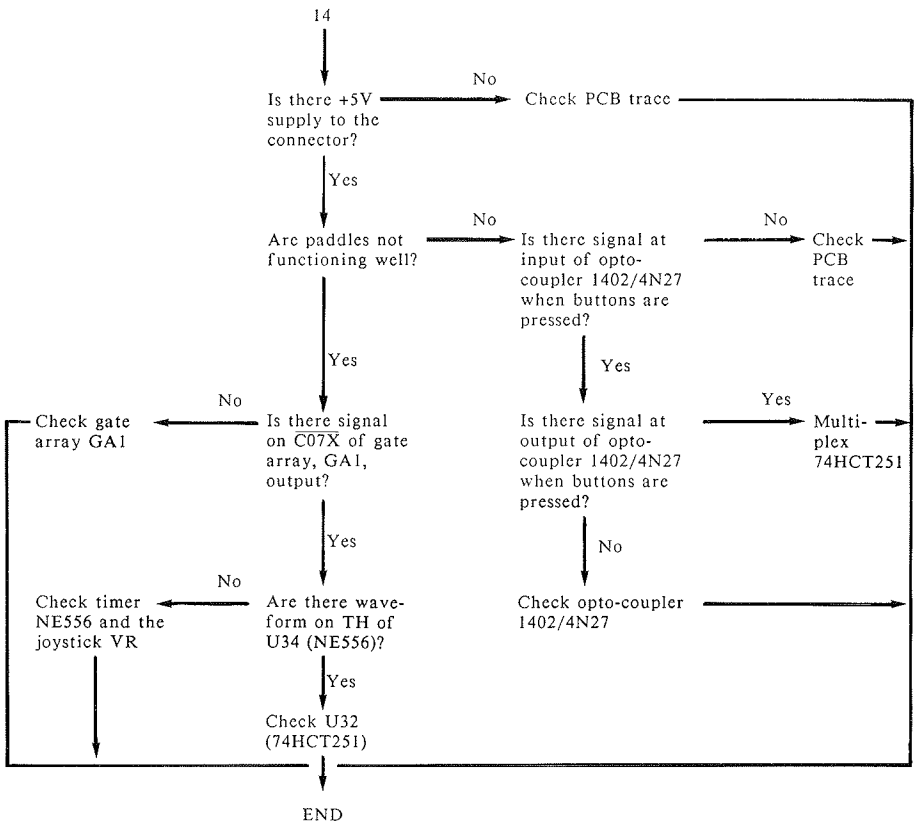 14
Is there +5V
supply to the
connector?
No
Check PCB trace
Yes
Are paddles not
functioning well?
No
Is there signal at
input of opto-
coupler 1402/4N27
when buttons are
pressed?
No
Check
PCB
trace
Yes
Yes
Check gate
array GA1
No
Is there signal
on C07X of gate
array, GA1,
output?
Is there signal at
output of opto-
coupler 1402/4N27
when buttons are
pressed?
Yes
Multi-
plex
74HCT251
Yes
No
Check timer
NE556 and the
joystick VR
No
Are there wave-
form on TH of
U34 (NE556)?
Check opto-coupler
1402/4N27
Yes
Check U32
(74HCT251)
END